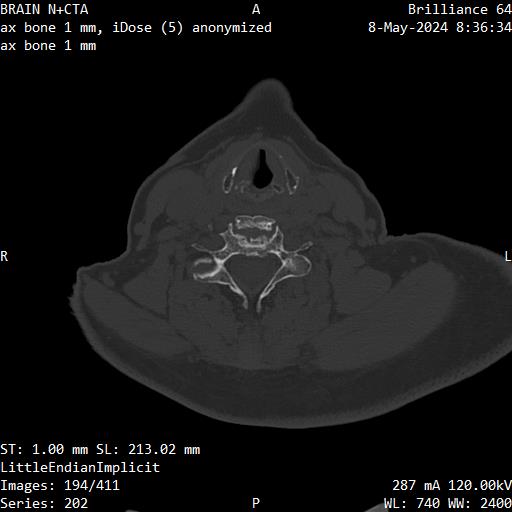 BRAIN N+CTA
ax bone 1 mm, iDose (5) anonymized
ax bone 1 mm
A
Brilliance 64
8-May-2024 8:36:34
R
L
ST: 1.00 mm SL: 213.02 mm
LittleEndianImplicit
Images: 194/411
Series: 202
P
287 mA 120.00kV
WL: 740 WW: 2400